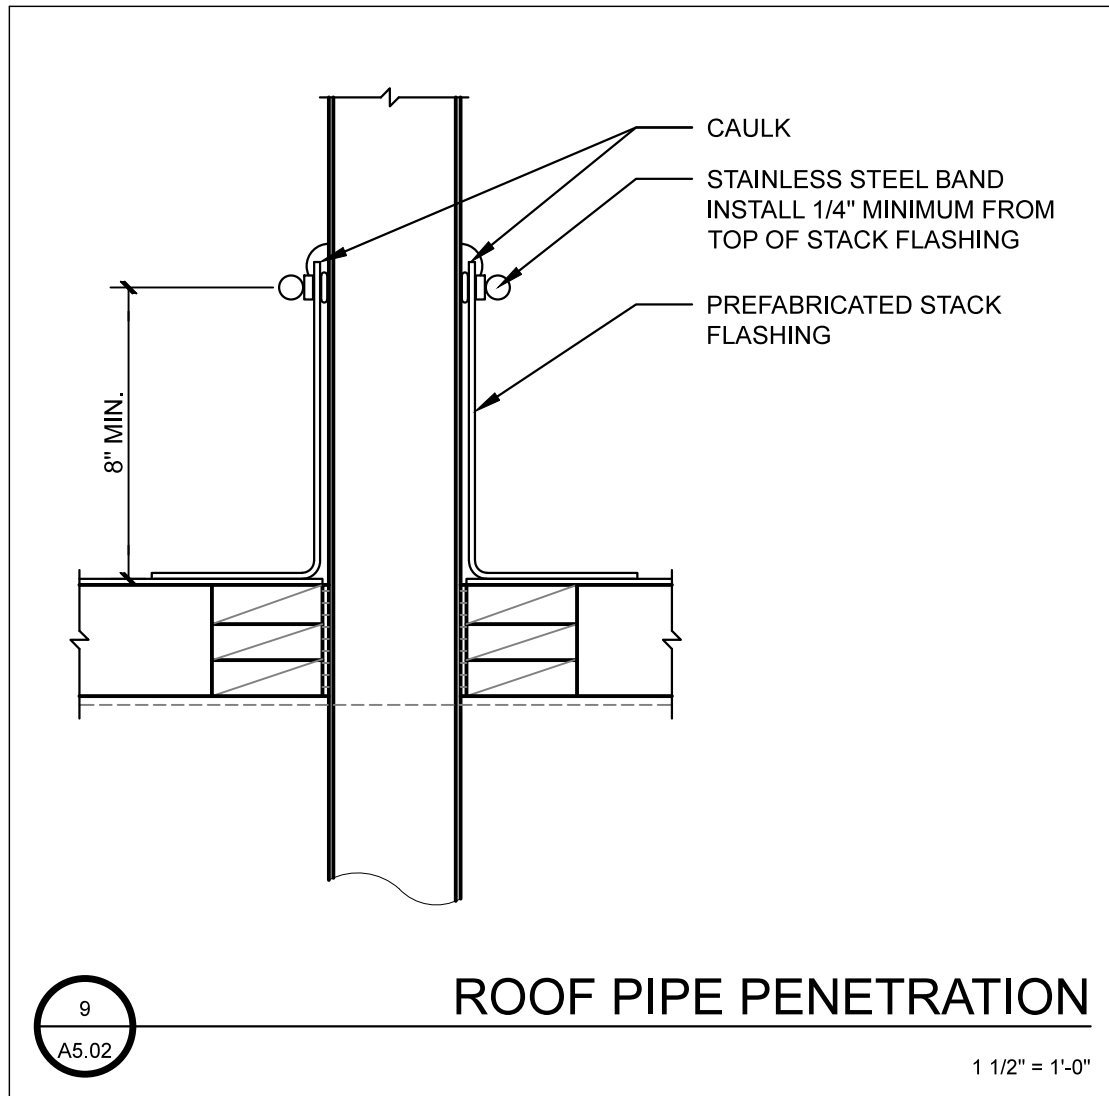 CAULK
STAINLESS STEEL BAND
INSTALL 1/4" MINIMUM FROM
TOP OF STACK FLASHING
PREFABRICATED STACK
FLASHING
8" MIN.
9
A5.02
ROOF PIPE PENETRATION
1 1/2" = 1'-0"